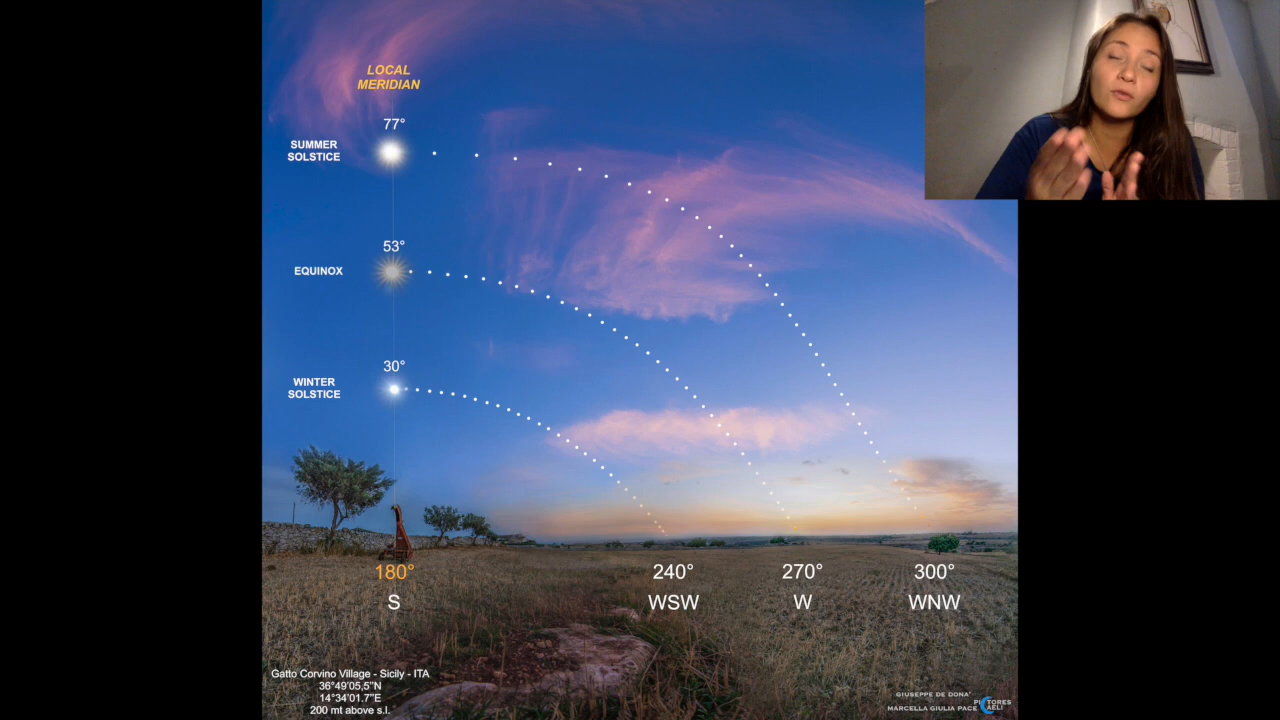 LOCAL
MERIDIAN
77°
SUMMER
SOLSTICE
53°
EQUINOX
30°
WINTER
SOLSTICE
180° 240° 270° 300°
S WSW W WNW
Gatto Corvino Village - Sicily - ITA
36°49'05,5"N
14°34'01.7"E
200 mt above s.l.
GIUSEPPE DE DONA'
MARCELLA GIULIA PACE
PICTORES
CAELI